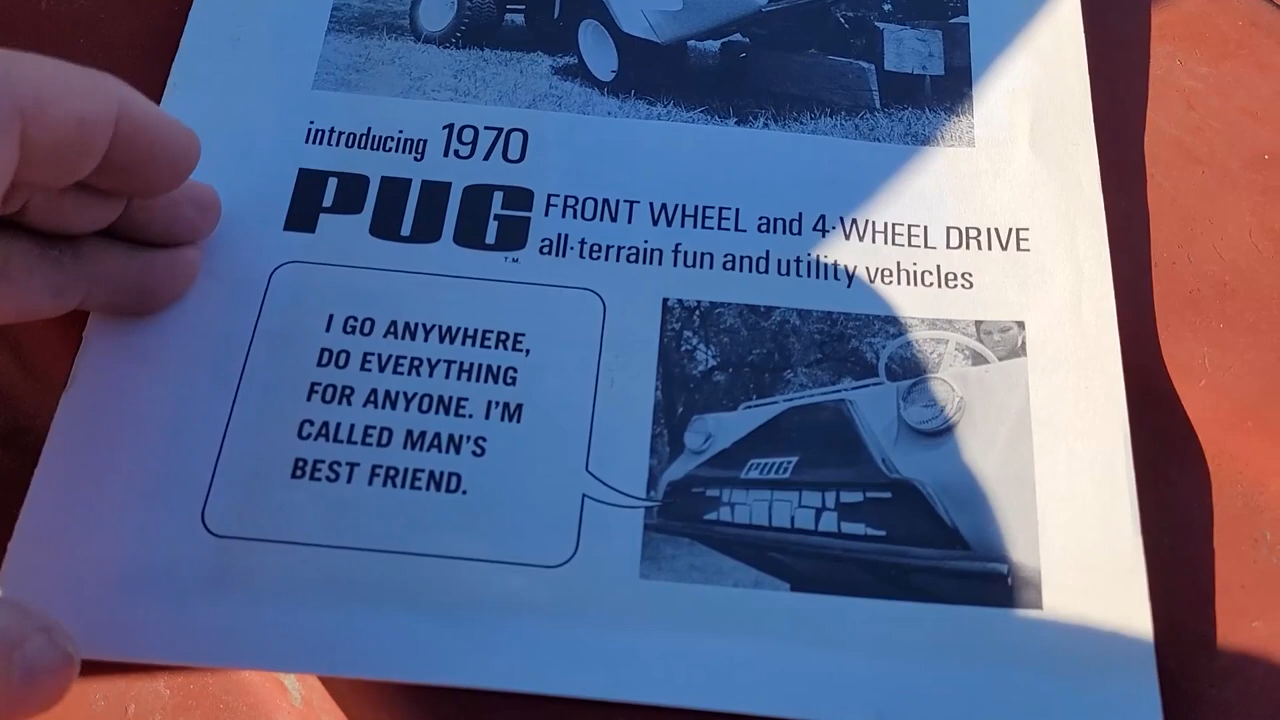 introducing 1970
PUG T.M. FRONT WHEEL and 4·WHEEL DRIVE
all·terrain fun and utility vehicles
I GO ANYWHERE,
DO EVERYTHING
FOR ANYONE. I'M
CALLED MAN'S
BEST FRIEND.
PUG